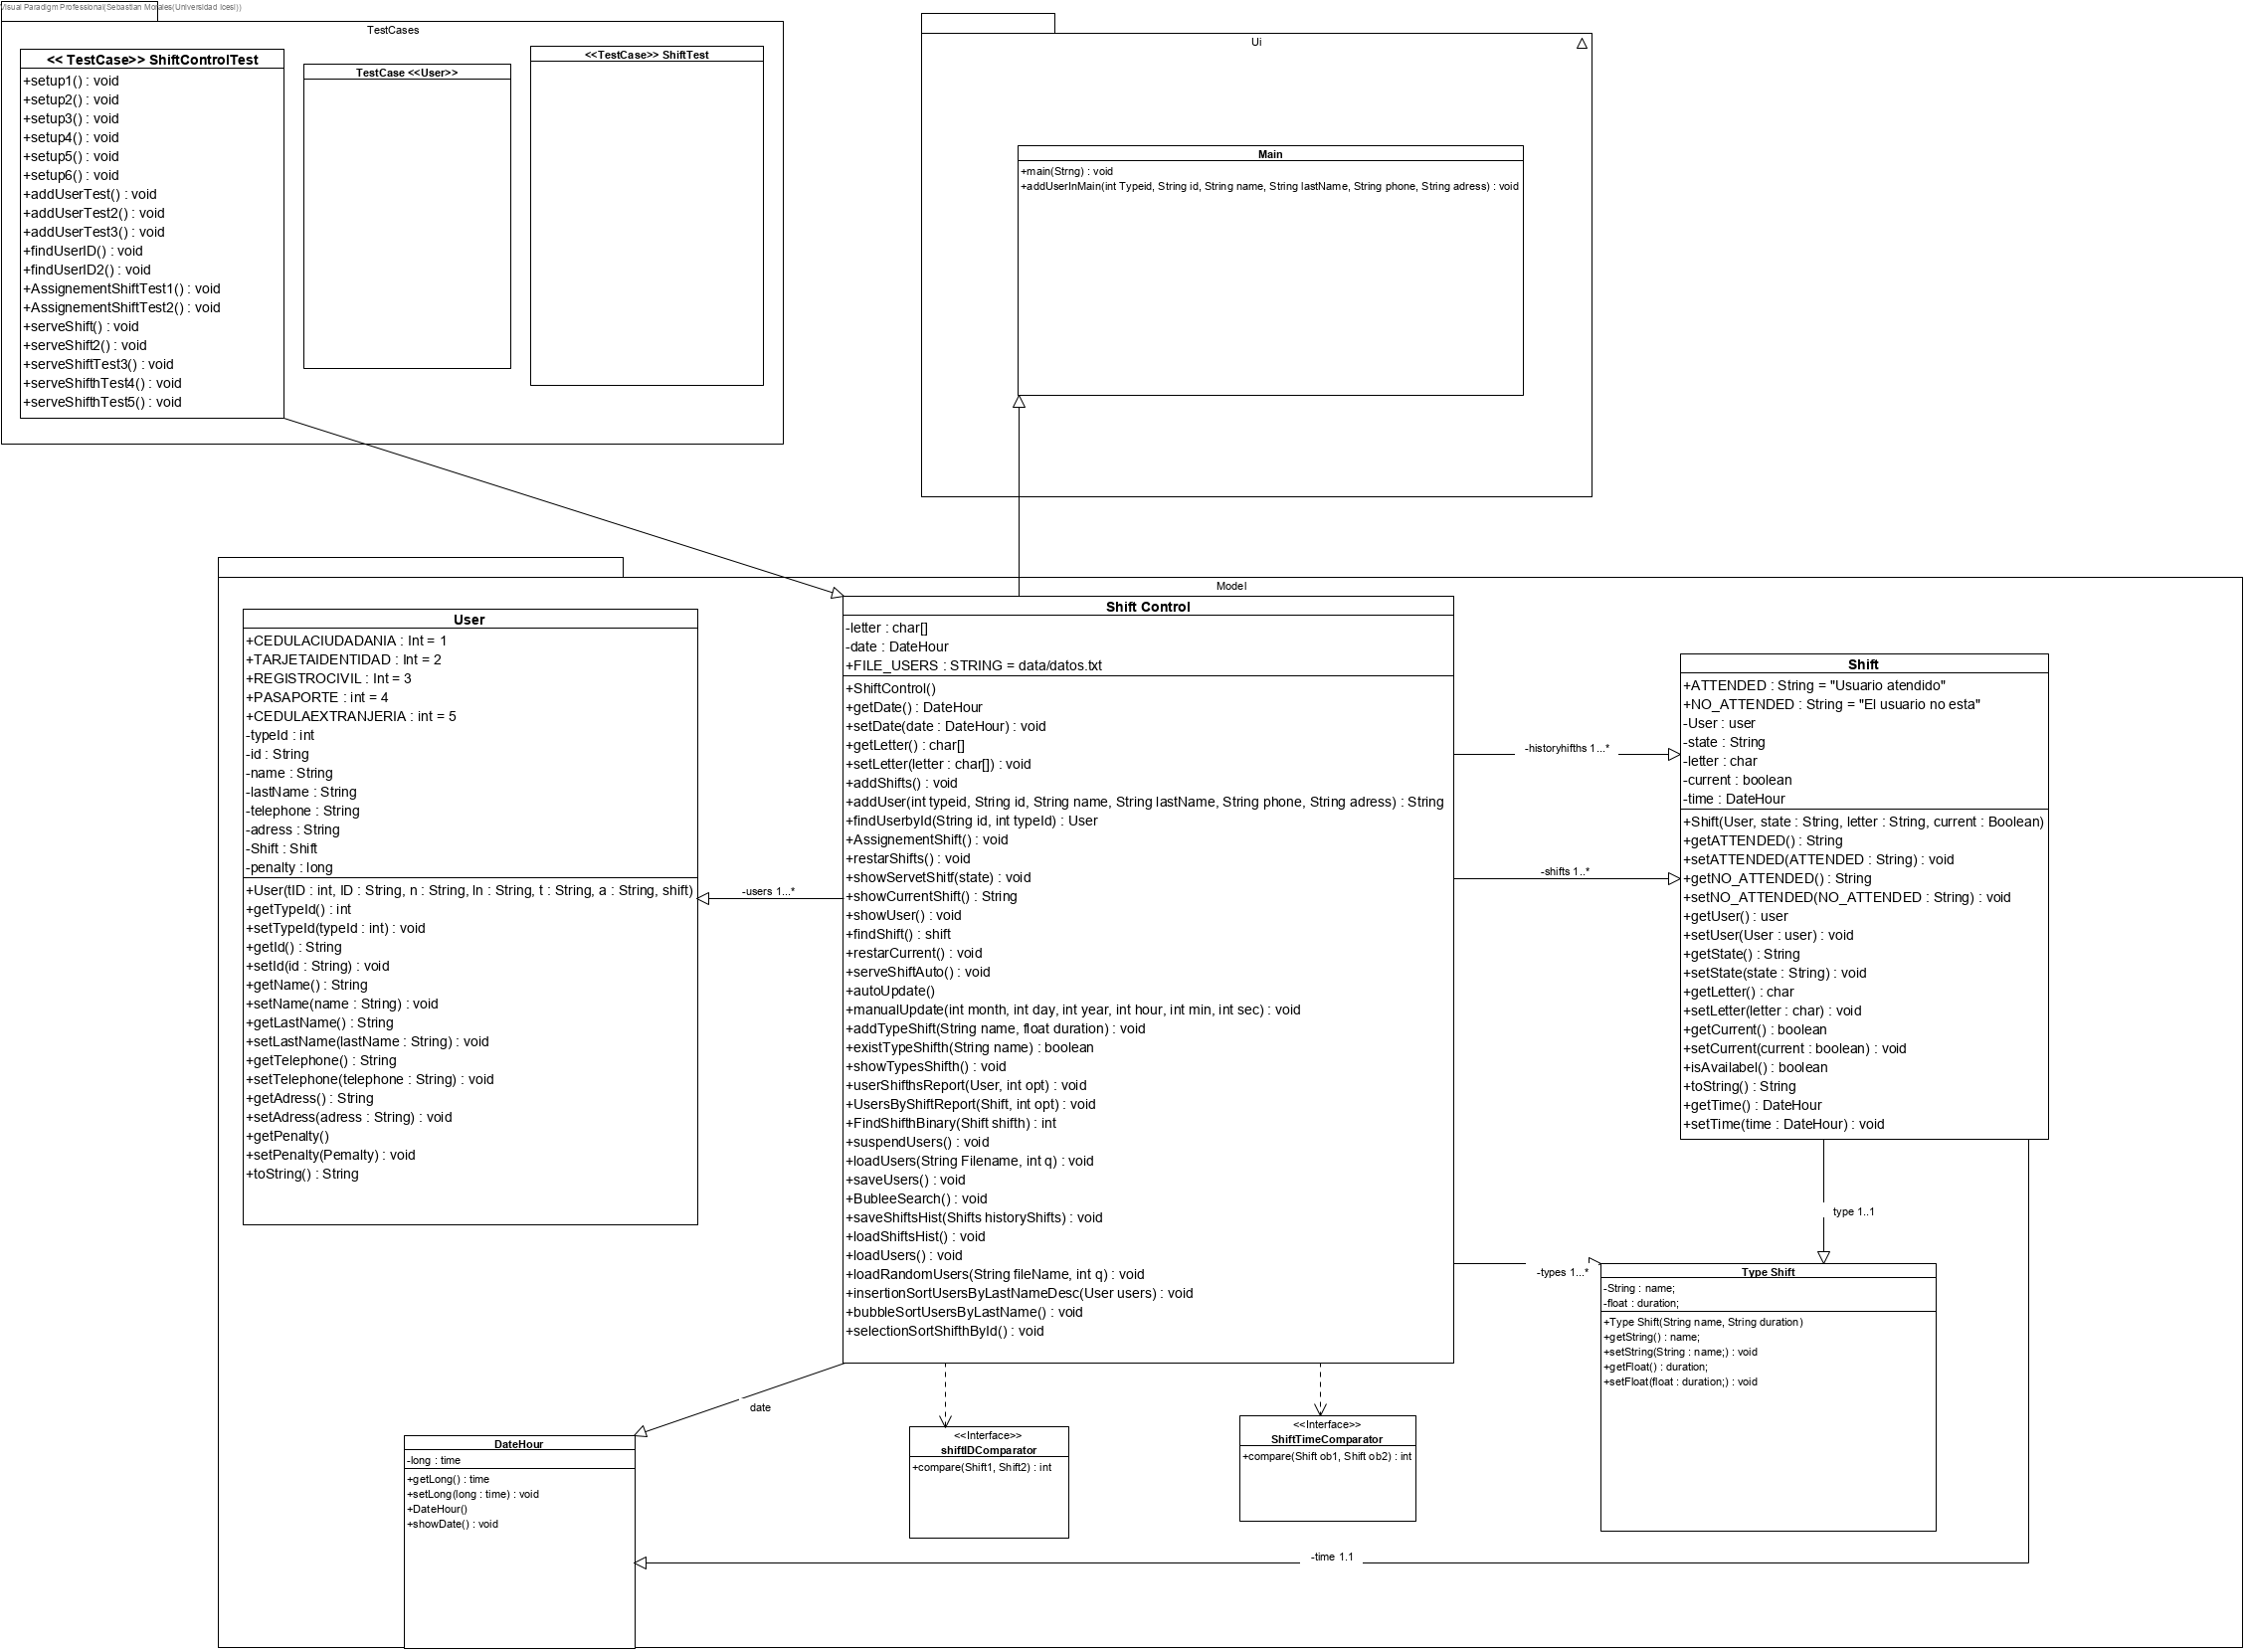 Visual Paradigm Professional(Sebastian Morales(Universidad Icesi))
TestCases
<< TestCase>> ShiftControlTest
+setup1() : void
+setup2() : void
+setup3() : void
+setup4() : void
+setup5() : void
+setup6() : void
+addUserTest() : void
+addUserTest2() : void
+addUserTest3() : void
+findUserID() : void
+findUserID2() : void
+AssignementShiftTest1() : void
+AssignementShiftTest2() : void
+serveShift() : void
+serveShift2() : void
+serveShiftTest3() : void
+serveShifthTest4() : void
+serveShifthTest5() : void
TestCase <<User>>
<<TestCase>> ShiftTest
Ui
Main
+main(Strng) : void
+addUserInMain(int Typeid, String id, String name, String lastName, String phone, String adress) : void
Model
User
+CEDULACIUDADANIA : Int = 1
+TARJETAIDENTIDAD : Int = 2
+REGISTROCIVIL : Int = 3
+PASAPORTE : int = 4
+CEDULAEXTRANJERIA : int = 5
-typeId : int
-id : String
-name : String
-lastName : String
-telephone : String
-adress : String
-Shift : Shift
-penalty : long
+User(tID : int, ID : String, n : String, ln : String, t : String, a : String, shift)
+getTypeId() : int
+setTypeId(typeId : int) : void
+getId() : String
+setId(id : String) : void
+getName() : String
+setName(name : String) : void
+getLastName() : String
+setLastName(lastName : String) : void
+getTelephone() : String
+setTelephone(telephone : String) : void
+getAdress() : String
+setAdress(adress : String) : void
+getPenalty()
+setPenalty(Pemalty) : void
+toString() : String
-users 1...*
Shift Control
-letter : char[]
-date : DateHour
+FILE_USERS : STRING = data/datos.txt
+ShiftControl()
+getDate() : DateHour
+setDate(date : DateHour) : void
+getLetter() : char[]
+setLetter(letter : char[]) : void
+addShifts() : void
+addUser(int typeid, String id, String name, String lastName, String phone, String adress) : String
+findUserbyId(String id, int typeId) : User
+AssignementShift() : void
+restarShifts() : void
+showServetShitf(state) : void
+showCurrentShift() : String
+showUser() : void
+findShift() : shift
+restarCurrent() : void
+serveShiftAuto() : void
+autoUpdate()
+manualUpdate(int month, int day, int year, int hour, int min, int sec) : void
+addTypeShift(String name, float duration) : void
+existTypeShifth(String name) : boolean
+showTypesShifth() : void
+userShifthsReport(User, int opt) : void
+UsersByShiftReport(Shift, int opt) : void
+FindShifthBinary(Shift shifth) : int
+suspendUsers() : void
+loadUsers(String Filename, int q) : void
+saveUsers() : void
+BubleeSearch() : void
+saveShiftsHist(Shifts historyShifts) : void
+loadShiftsHist() : void
+loadUsers() : void
+loadRandomUsers(String fileName, int q) : void
+insertionSortUsersByLastNameDesc(User users) : void
+bubbleSortUsersByLastName() : void
+selectionSortShifthById() : void
-historyhifths 1...*
-shifts 1..*
-types 1...*
Shift
+ATTENDED : String = "Usuario atendido"
+NO_ATTENDED : String = "El usuario no esta"
-User : user
-state : String
-letter : char
-current : boolean
-time : DateHour
+Shift(User, state : String, letter : String, current : Boolean)
+getATTENDED() : String
+setATTENDED(ATTENDED : String) : void
+getNO_ATTENDED() : String
+setNO_ATTENDED(NO_ATTENDED : String) : void
+getUser() : user
+setUser(User : user) : void
+getState() : String
+setState(state : String) : void
+getLetter() : char
+setLetter(letter : char) : void
+getCurrent() : boolean
+setCurrent(current : boolean) : void
+isAvailabel() : boolean
+toString() : String
+getTime() : DateHour
+setTime(time : DateHour) : void
type 1..1
Type Shift
-String : name;
-float : duration;
+Type Shift(String name, String duration)
+getString() : name;
+setString(String : name;) : void
+getFloat() : duration;
+setFloat(float : duration;) : void
date
DateHour
-long : time
+getLong() : time
+setLong(long : time) : void
+DateHour()
+showDate() : void
<<Interface>>
shiftIDComparator
+compare(Shift1, Shift2) : int
<<Interface>>
ShiftTimeComparator
+compare(Shift ob1, Shift ob2) : int
-time 1.1